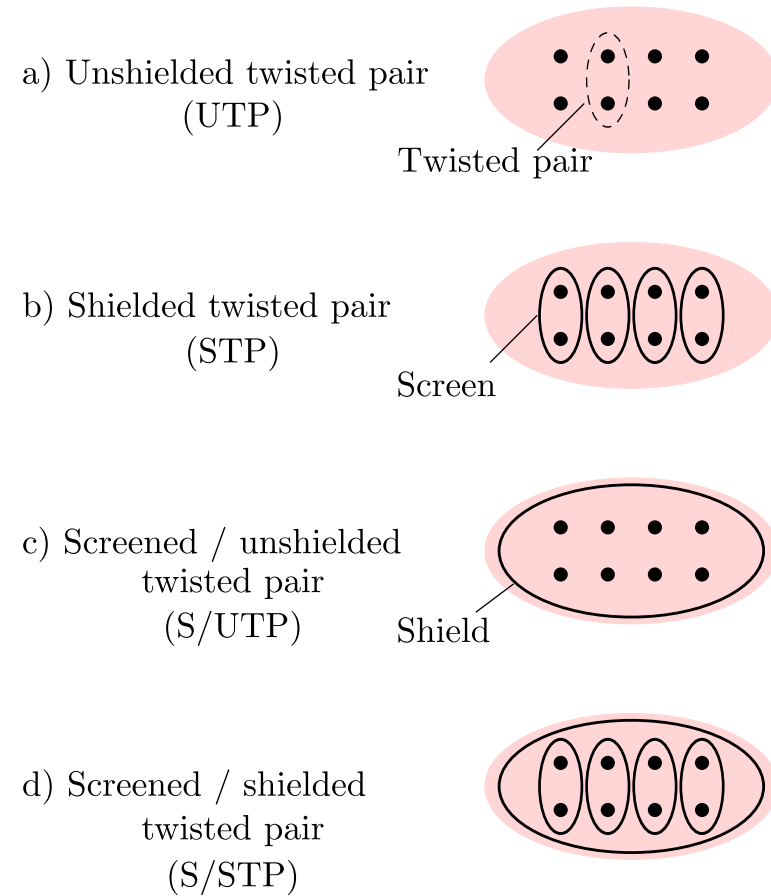 a) Unshielded twisted pair
(UTP)
Twisted pair
b) Shielded twisted pair
(STP)
Screen
c) Screened / unshielded
twisted pair
(S/UTP)
Shield
d) Screened / shielded
twisted pair
(S/STP)